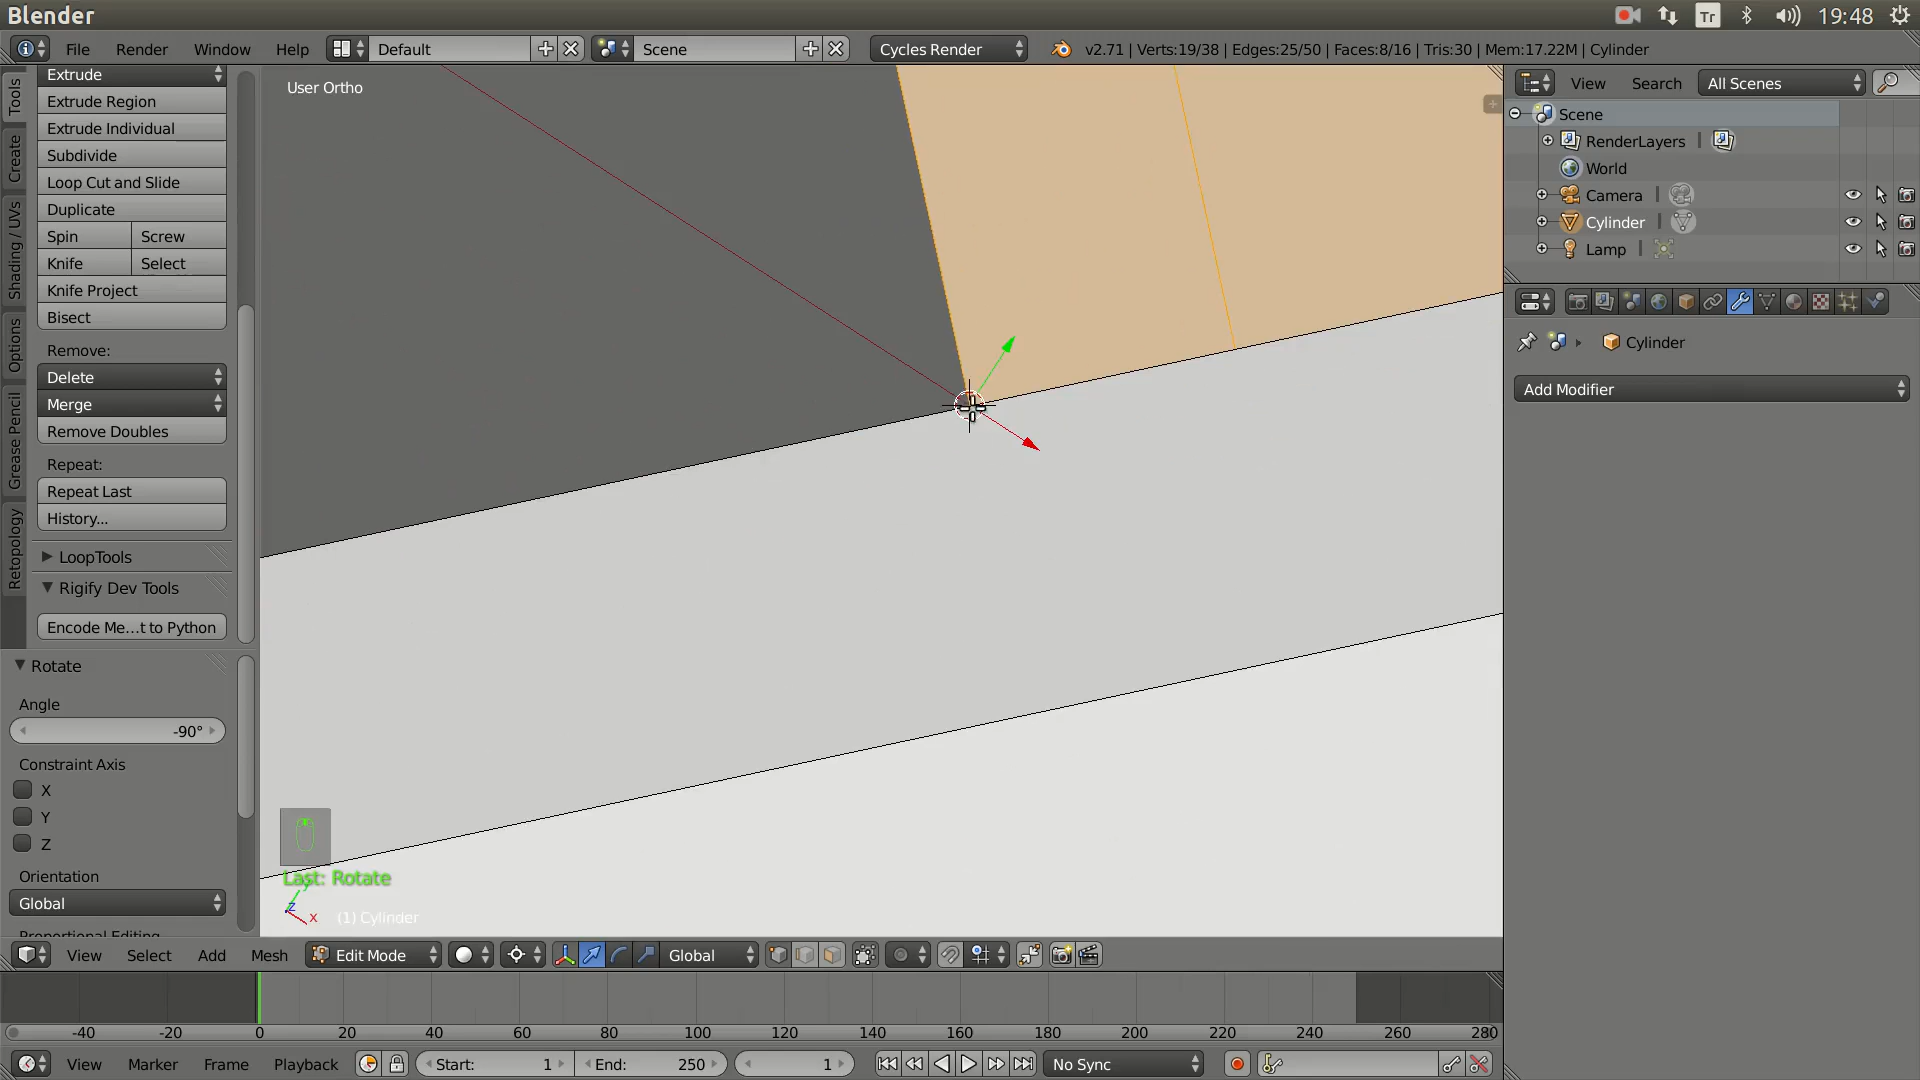 Blender
Tr 19:48
File Render Window Help Default Scene Cycles Render v2.71 | Verts:19/38 | Edges:25/50 | Faces:8/16 | Tris:30 | Mem:17.22M | Cylinder
Tools
Create
Shading / UVs
Options
Grease Pencil
Retopology
Extrude
Extrude Region
Extrude Individual
Subdivide
Loop Cut and Slide
Duplicate
Spin Screw
Knife Select
Knife Project
Bisect
Remove:
Delete
Merge
Remove Doubles
Repeat:
Repeat Last
History...
LoopTools
Rigify Dev Tools
Encode Me...t to Python
Rotate
Angle
-90°
Constraint Axis
X
Y
Z
Orientation
Global
Proportional Editing
User Ortho
Last: Rotate
y
z
x
(1) Cylinder
View Select Add Mesh Edit Mode Global
-40 -20 0 20 40 60 80 100 120 140 160 180 200 220 240 260 280
View Marker Frame Playback Start: 1 End: 250 1 No Sync
View Search All Scenes
Scene
RenderLayers |
World
Camera |
Cylinder |
Lamp |
Cylinder
Add Modifier